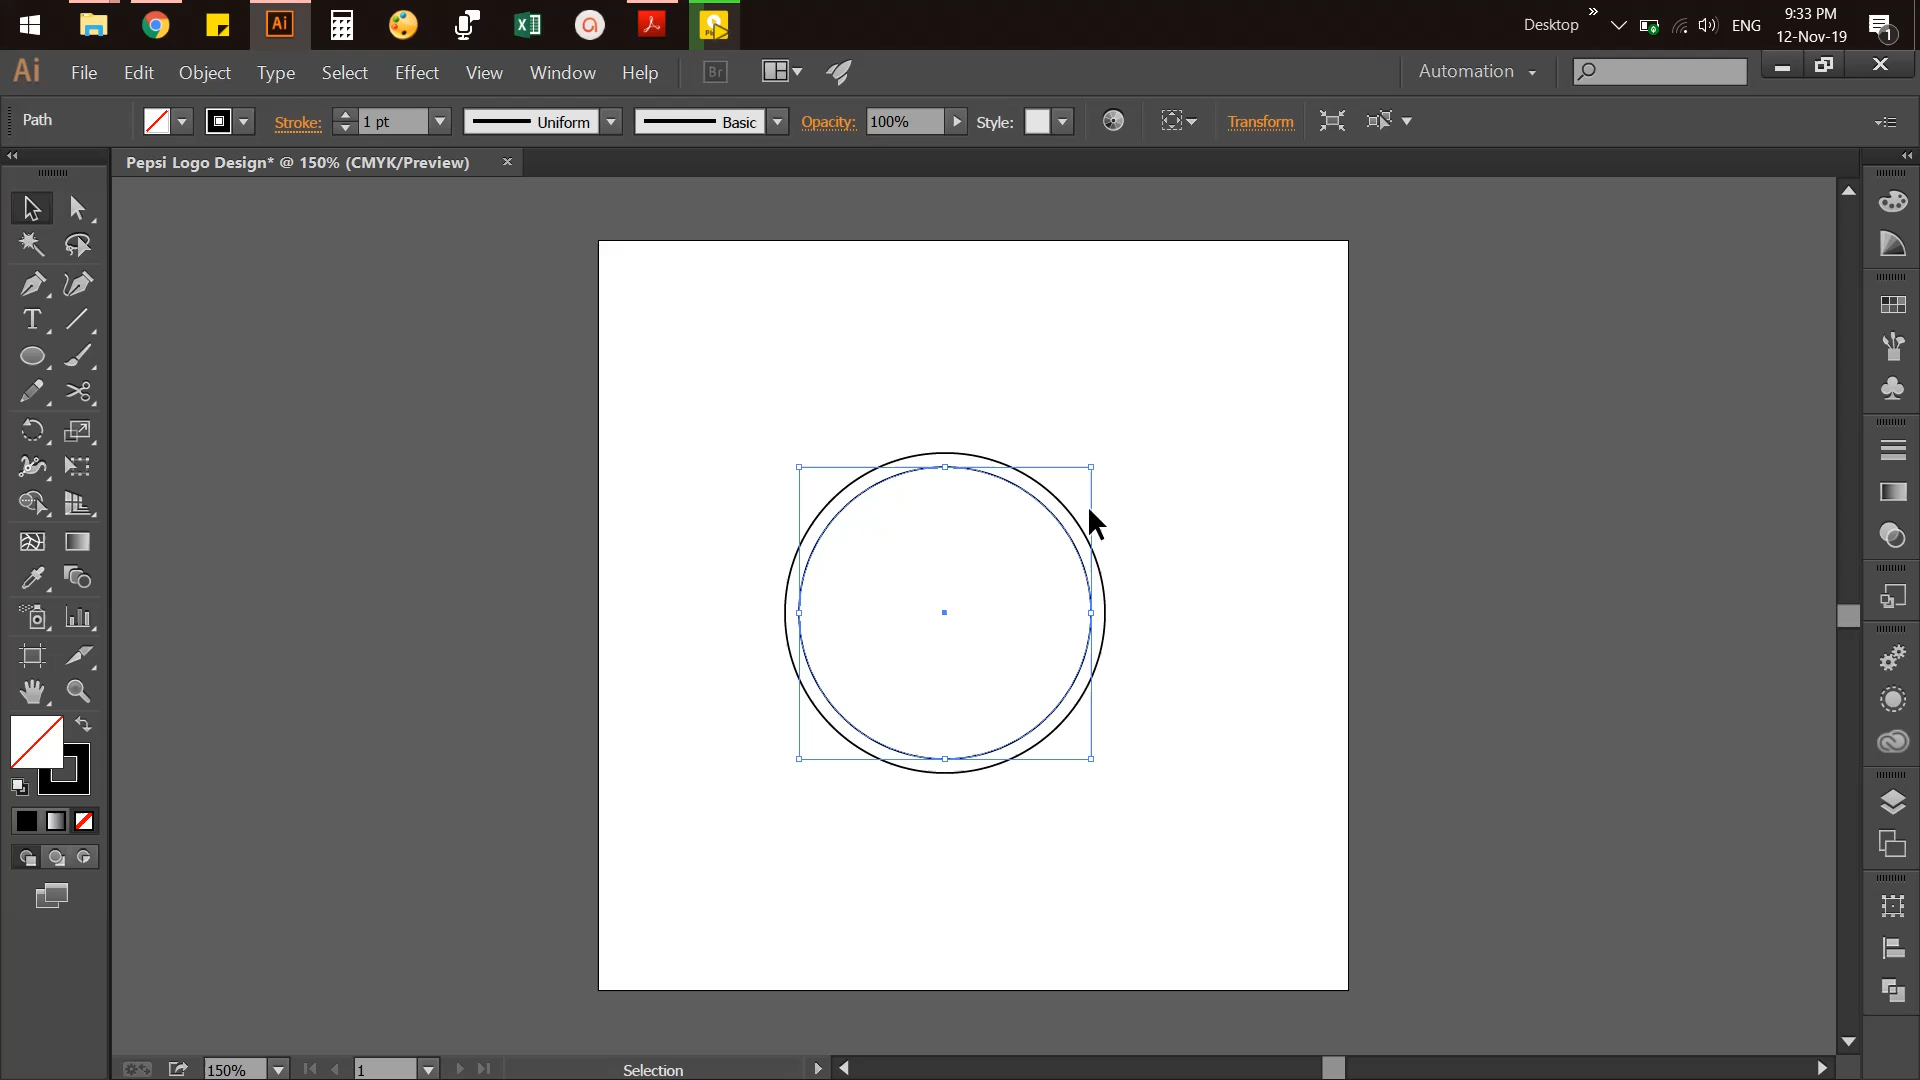 Desktop
»
ENG
9:33 PM
12-Nov-19
1
Ai
File Edit Object Type Select Effect View Window Help Br Automation
Path Stroke: 1 pt Uniform Basic Opacity: 100% Style: Transform
Pepsi Logo Design* @ 150% (CMYK/Preview) ×
150% 1 Selection